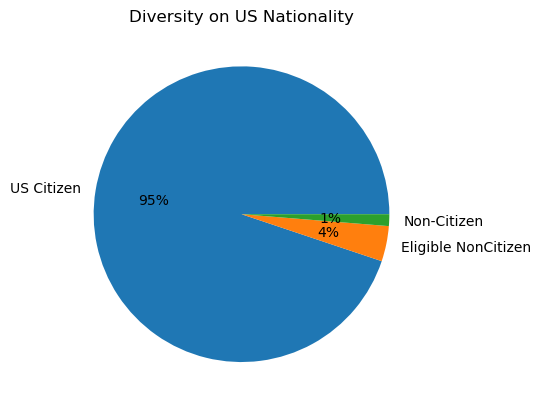 Diversity on US Nationality
US Citizen
95%
1%
Non-Citizen
4%
Eligible NonCitizen